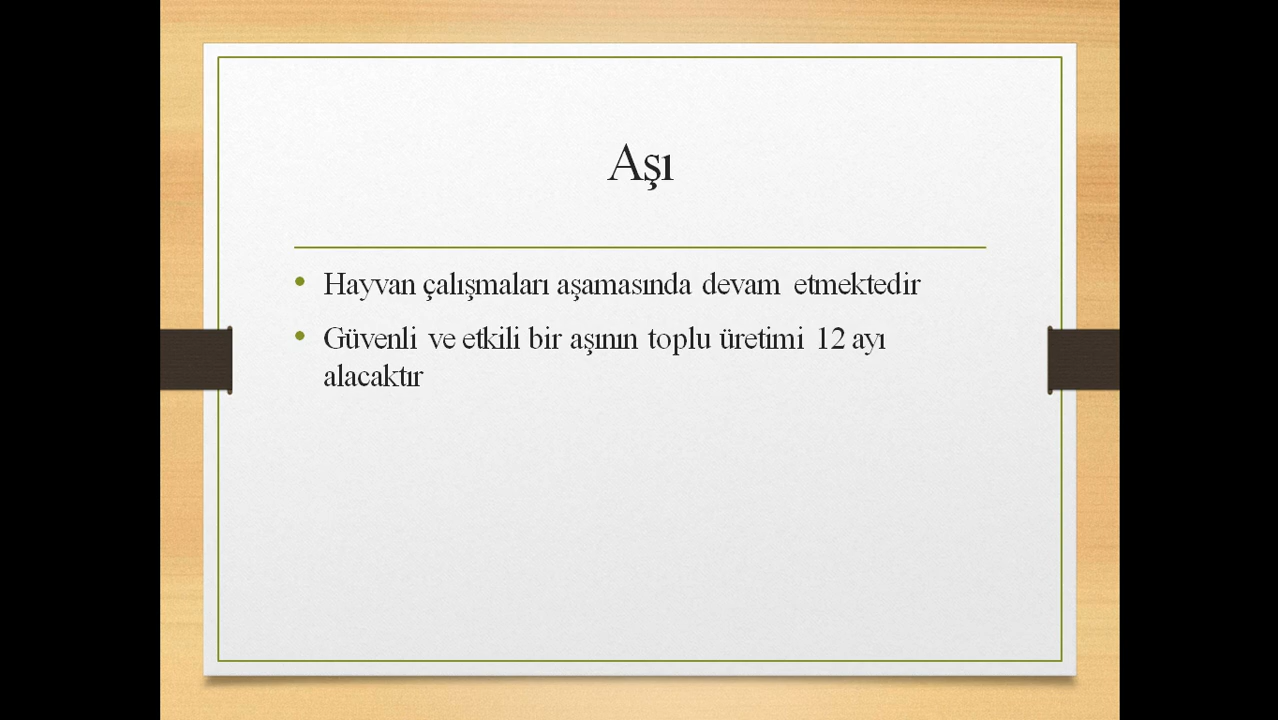 Aşı
• Hayvan çalışmaları aşamasında devam etmektedir
• Güvenli ve etkili bir aşının toplu üretimi 12 ayı
alacaktır